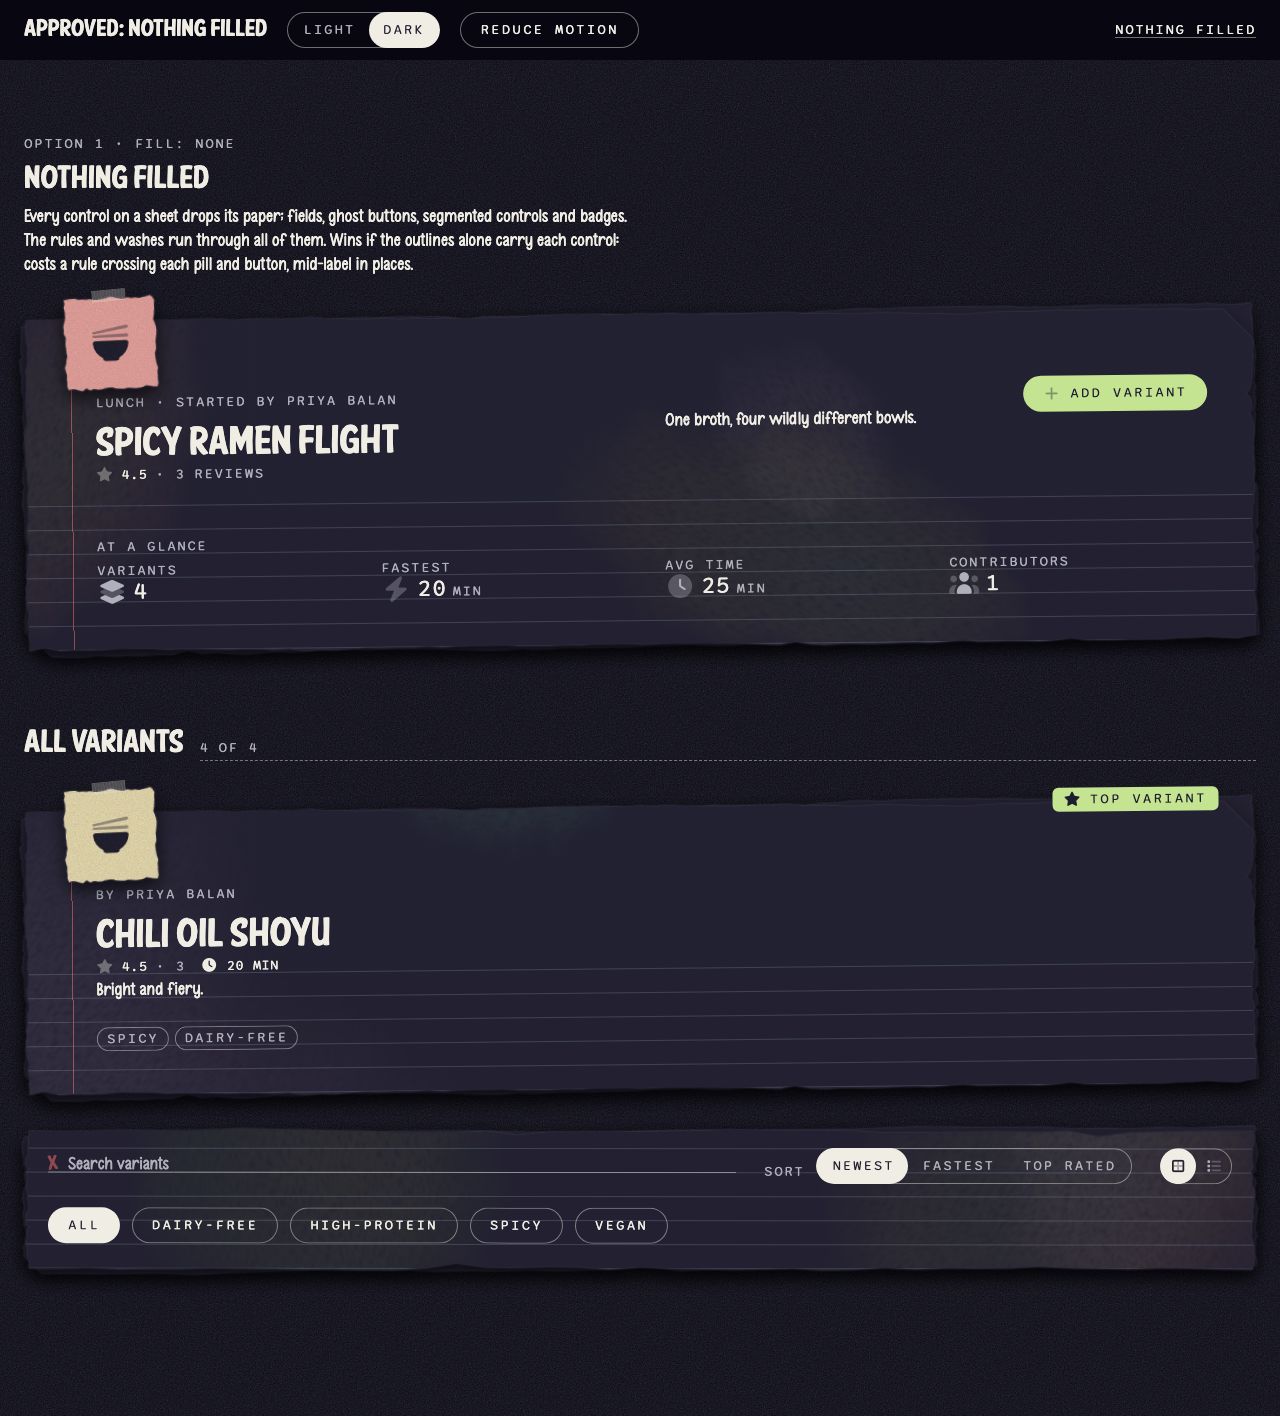 APPROVED: NOTHING FILLED
LIGHT
DARK
REDUCE MOTION
NOTHING FILLED
OPTION 1 · FILL: NONE
NOTHING FILLED
Every control on a sheet drops its paper; fields, ghost buttons, segmented controls and badges.
The rules and washes run through all of them. Wins if the outlines alone carry each control:
costs a rule crossing each pill and button, mid-label in places.
LUNCH · STARTED BY PRIYA BALAN
SPICY RAMEN FLIGHT
4.5 · 3 REVIEWS
One broth, four wildly different bowls.
ADD VARIANT
AT A GLANCE
VARIANTS
4
FASTEST
20 MIN
AVG TIME
25 MIN
CONTRIBUTORS
1
ALL VARIANTS
4 OF 4
TOP VARIANT
BY PRIYA BALAN
CHILI OIL SHOYU
4.5 · 3 20 MIN
Bright and fiery.
SPICY
DAIRY-FREE
Search variants
SORT
NEWEST
FASTEST
TOP RATED
ALL
DAIRY-FREE
HIGH-PROTEIN
SPICY
VEGAN